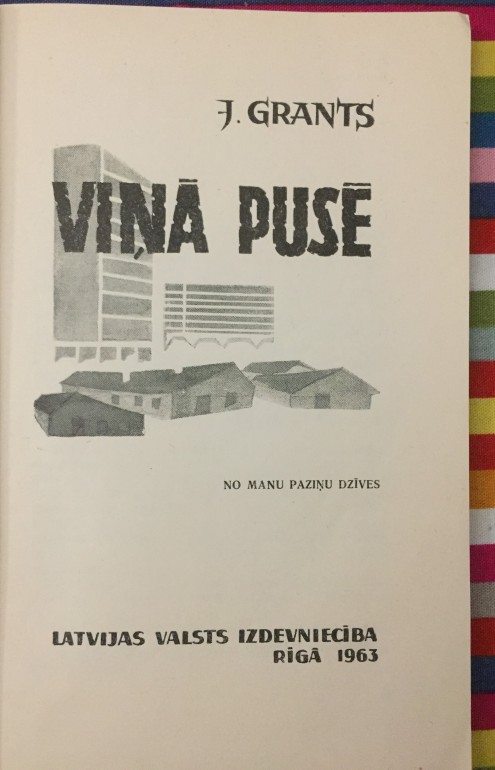 J. GRANTS
VIŅĀ PUSĒ
NO MANU PAZIŅU DZĪVES
LATVIJAS VALSTS IZDEVNIECĪBA
RĪGĀ 1963